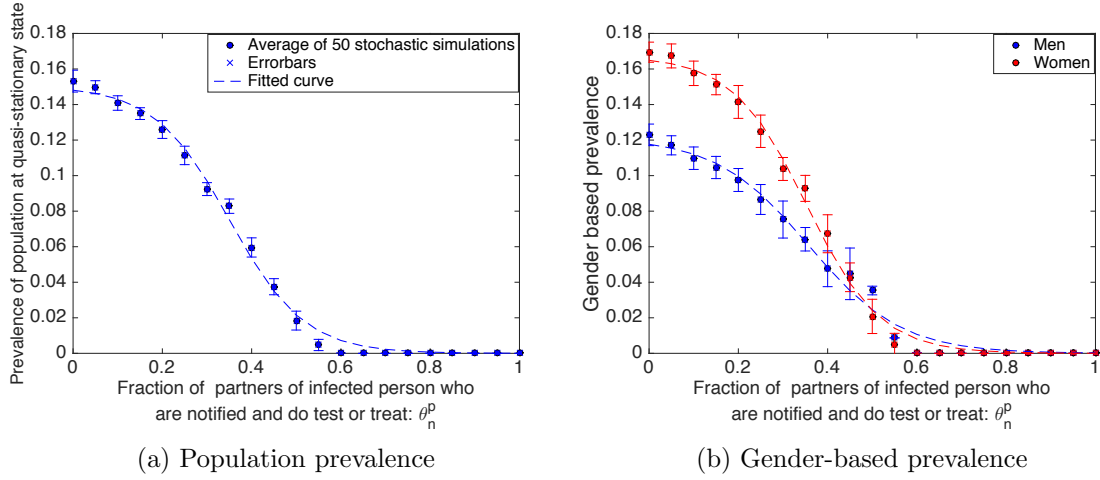 Prevalence of population at quasi-stationary state
0.18
0.16
0.14
0.12
0.1
0.08
0.06
0.04
0.02
0
Average of 50 stochastic simulations
Errorbars
Fitted curve
0 0.2 0.4 0.6 0.8 1
Fraction of partners of infected person who
are notified and do test or treat: θ_n^p
(a) Population prevalence
Gender based prevalence
0.18
0.16
0.14
0.12
0.1
0.08
0.06
0.04
0.02
0
Men
Women
0 0.2 0.4 0.6 0.8 1
Fraction of partners of infected person who
are notified and do test or treat: θ_n^p
(b) Gender-based prevalence